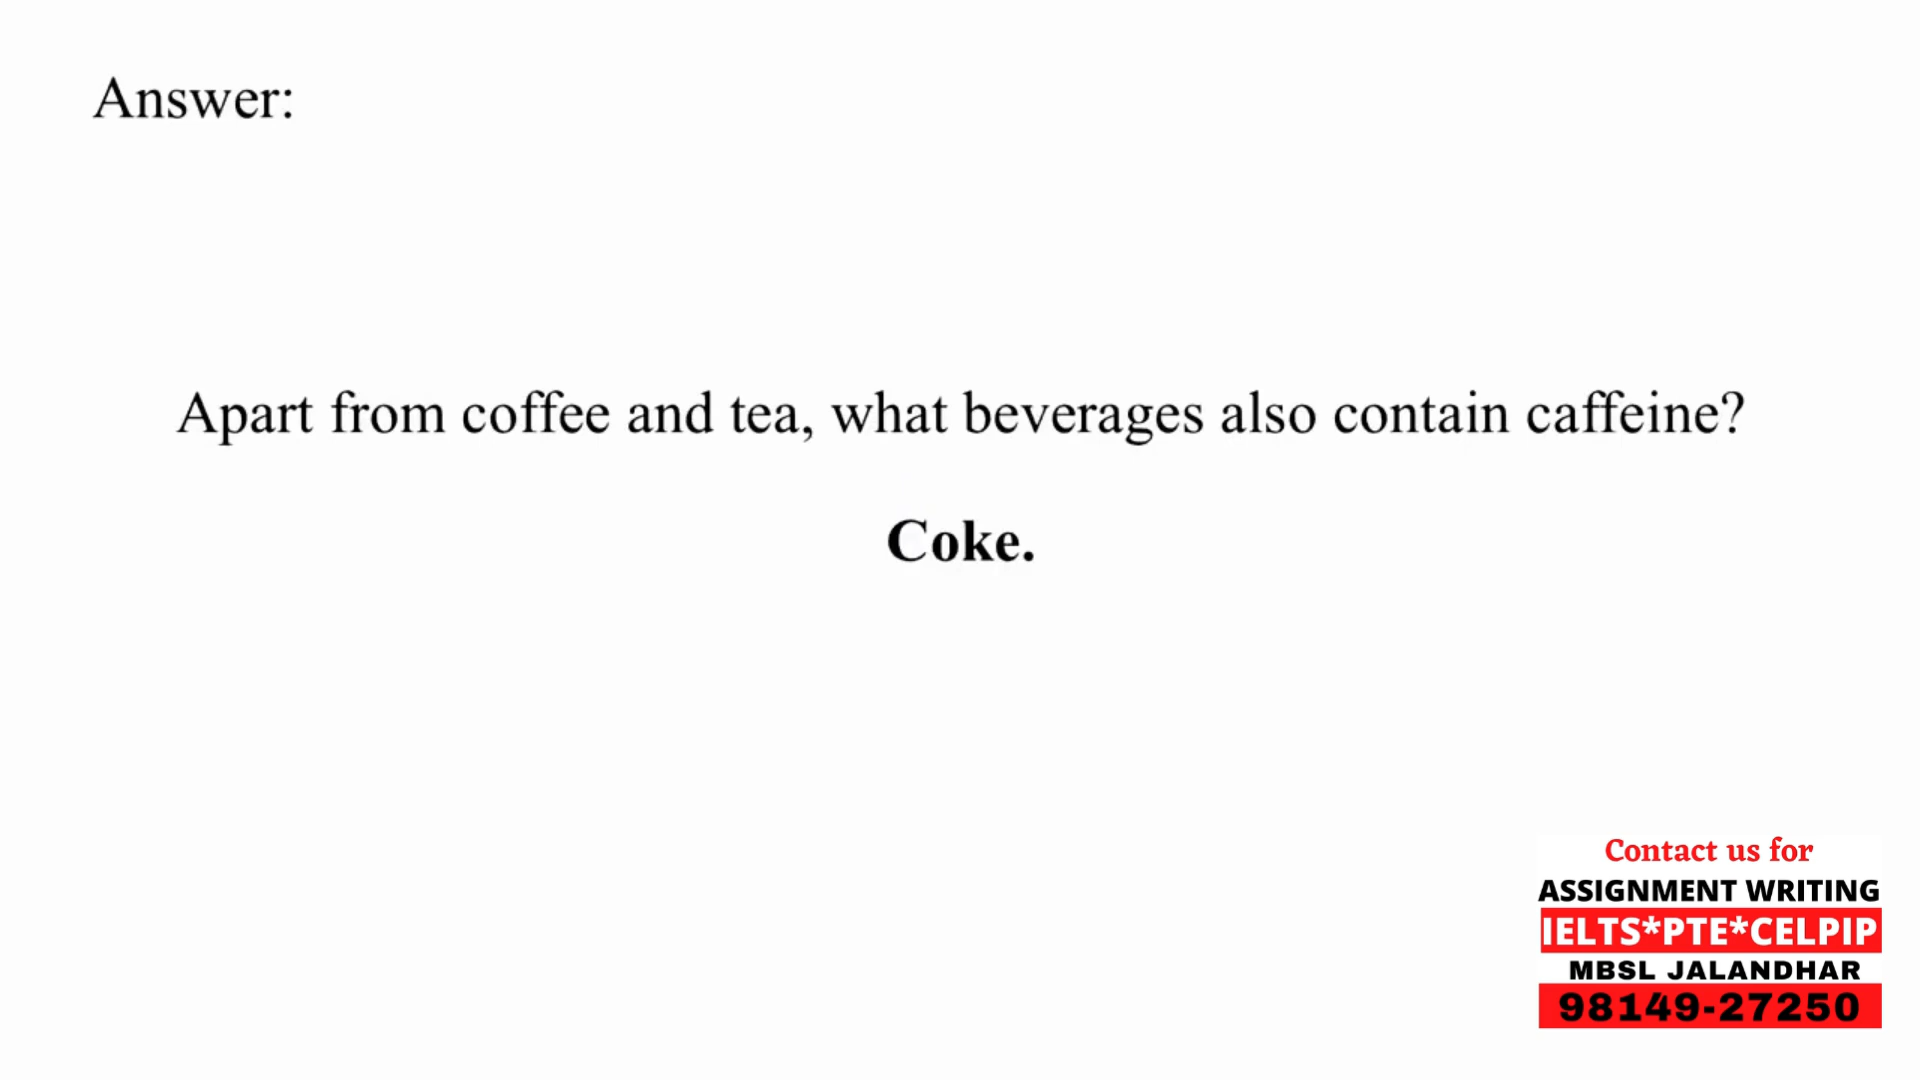 Answer:
Apart from coffee and tea, what beverages also contain caffeine?
Coke.
Contact us for
ASSIGNMENT WRITING
IELTS*PTE*CELPIP
MBSL JALANDHAR
98149-27250